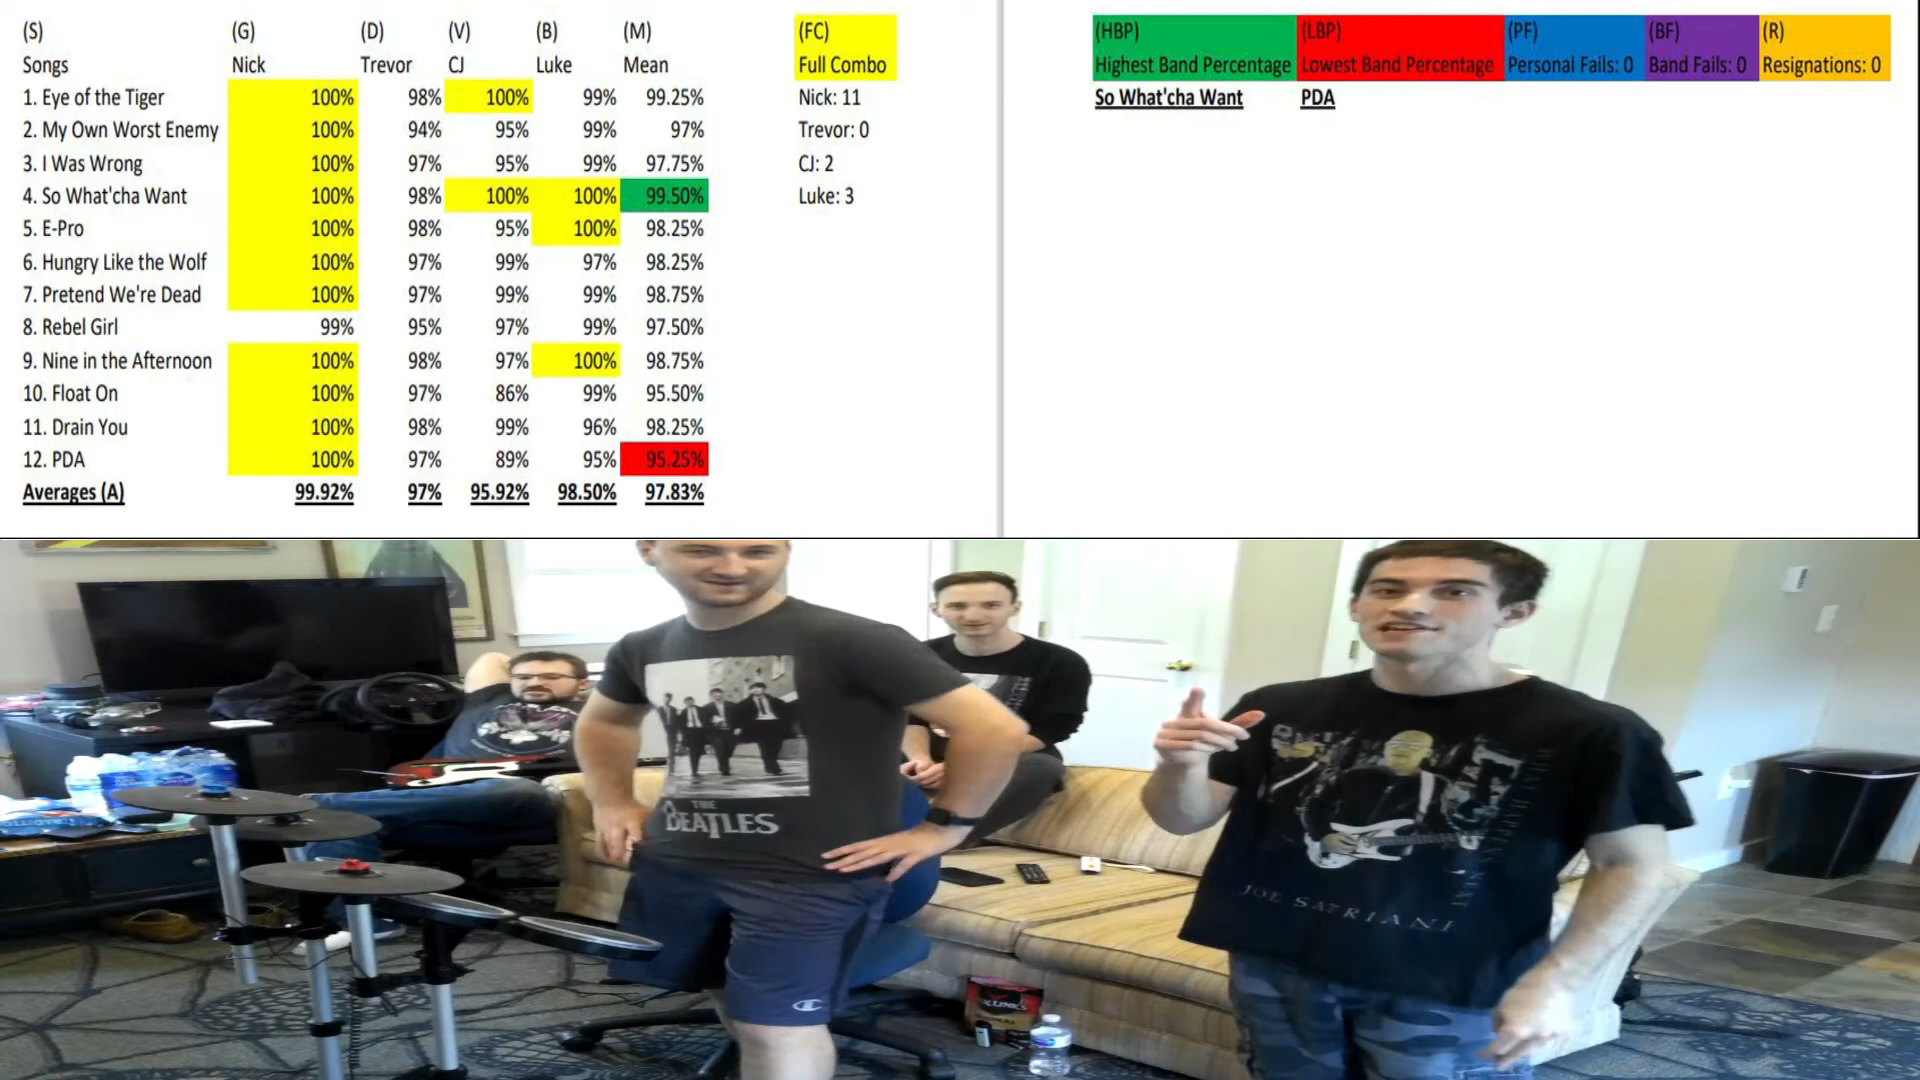 (S) (G) (D) (V) (B) (M) (FC) (HBP) (LBP) (PF) (BF) (R)
Songs Nick Trevor CJ Luke Mean Full Combo Highest Band Percentage Lowest Band Percentage Personal Fails: 0 Band Fails: 0 Resignations: 0
1. Eye of the Tiger 100% 98% 100% 99% 99.25% Nick: 11 So What'cha Want PDA
2. My Own Worst Enemy 100% 94% 95% 99% 97% Trevor: 0
3. I Was Wrong 100% 97% 95% 99% 97.75% CJ: 2
4. So What'cha Want 100% 98% 100% 100% 99.50% Luke: 3
5. E-Pro 100% 98% 95% 100% 98.25%
6. Hungry Like the Wolf 100% 97% 99% 97% 98.25%
7. Pretend We're Dead 100% 97% 99% 99% 98.75%
8. Rebel Girl 99% 95% 97% 99% 97.50%
9. Nine in the Afternoon 100% 98% 97% 100% 98.75%
10. Float On 100% 97% 86% 99% 95.50%
11. Drain You 100% 98% 99% 96% 98.25%
12. PDA 100% 97% 89% 95% 95.25%
Averages (A) 99.92% 97% 95.92% 98.50% 97.83%
THE
BEATLES
JOE SATRIANI